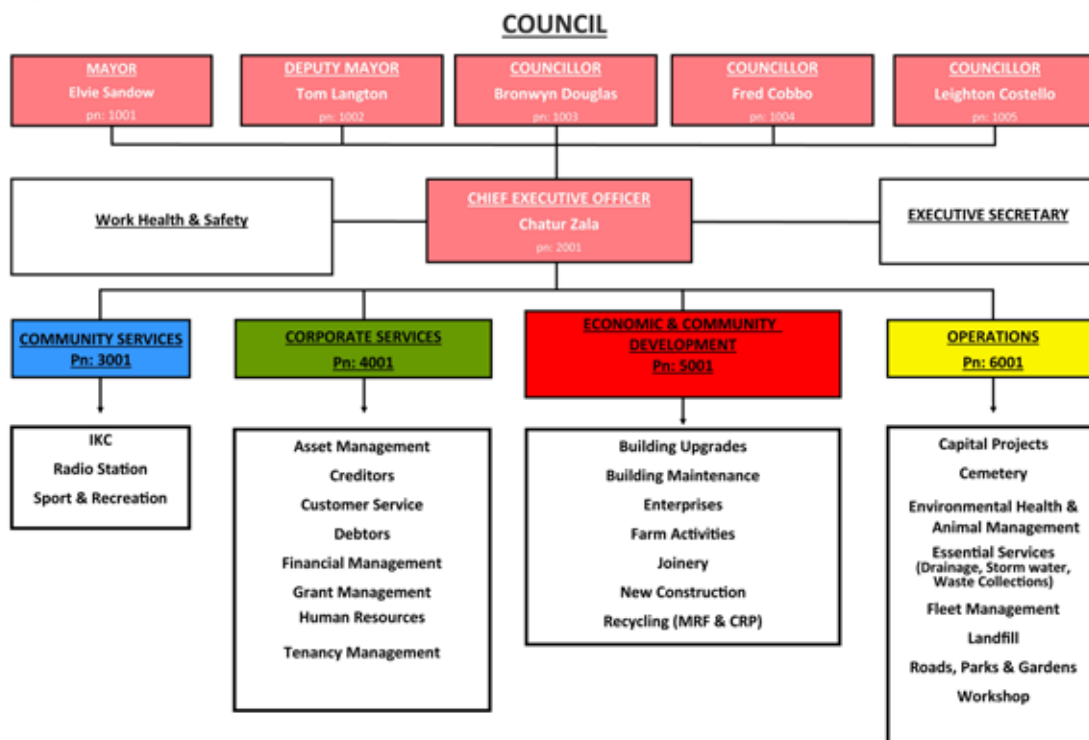 COUNCIL
MAYOR
Elvie Sandow
pn: 1001
DEPUTY MAYOR
Tom Langton
pn: 1002
COUNCILLOR
Bronwyn Douglas
pn: 1003
COUNCILLOR
Fred Cobbo
pn: 1004
COUNCILLOR
Leighton Costello
pn: 1005
Work Health & Safety
CHIEF EXECUTIVE OFFICER
Chatur Zala
pn: 2001
EXECUTIVE SECRETARY
COMMUNITY SERVICES
Pn: 3001
CORPORATE SERVICES
Pn: 4001
ECONOMIC & COMMUNITY
DEVELOPMENT
Pn: 5001
OPERATIONS
Pn: 6001
IKC
Radio Station
Sport & Recreation
Asset Management
Creditors
Customer Service
Debtors
Financial Management
Grant Management
Human Resources
Tenancy Management
Building Upgrades
Building Maintenance
Enterprises
Farm Activities
Joinery
New Construction
Recycling (MRF & CRP)
Capital Projects
Cemetery
Environmental Health &
Animal Management
Essential Services
(Drainage, Storm water,
Waste Collections)
Fleet Management
Landfill
Roads, Parks & Gardens
Workshop